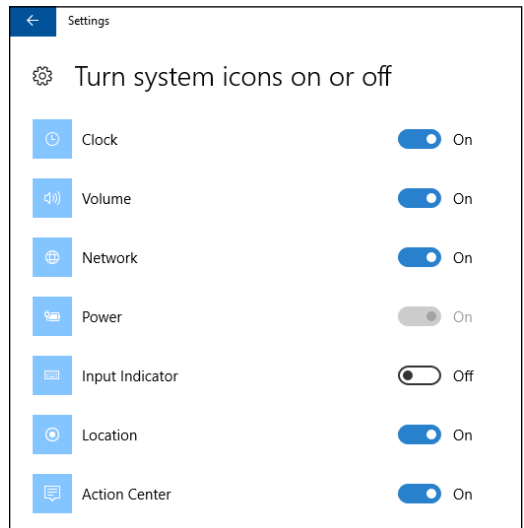 Settings
Turn system icons on or off
Clock On
Volume On
Network On
Power On
Input Indicator Off
Location On
Action Center On